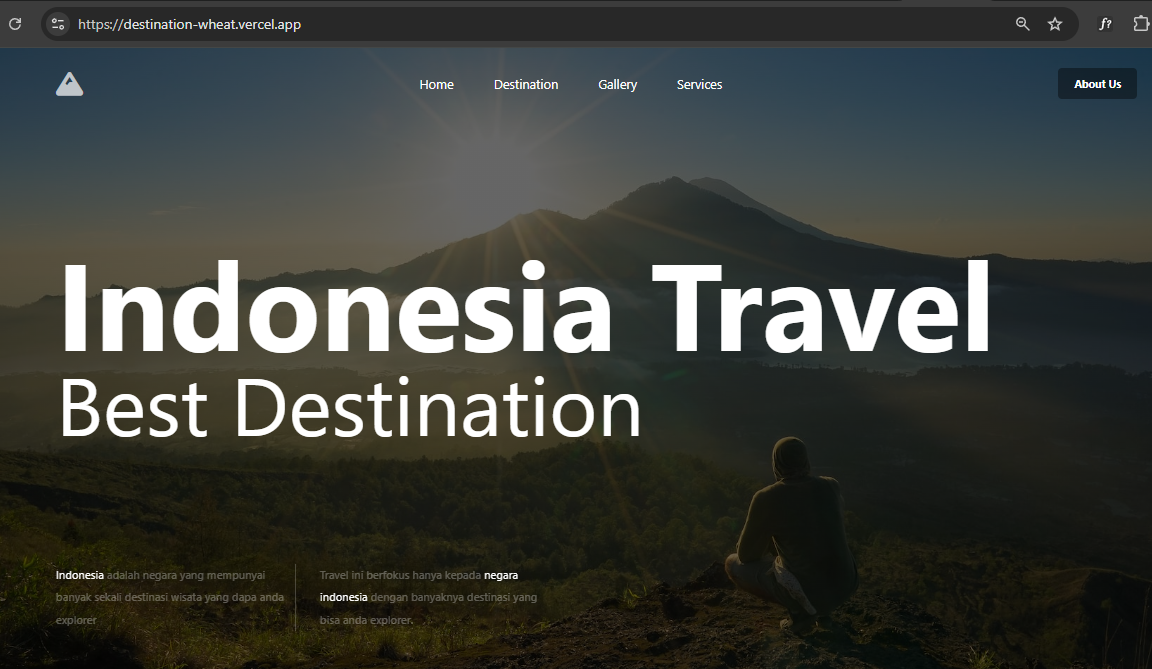 https://destination-wheat.vercel.app
f?
Home Destination Gallery Services About Us
Indonesia Travel
Best Destination
Indonesia adalah negara yang mempunyai
banyak sekali destinasi wisata yang dapa anda
explorer
Travel ini berfokus hanya kepada negara
indonesia dengan banyaknya destinasi yang
bisa anda explorer.